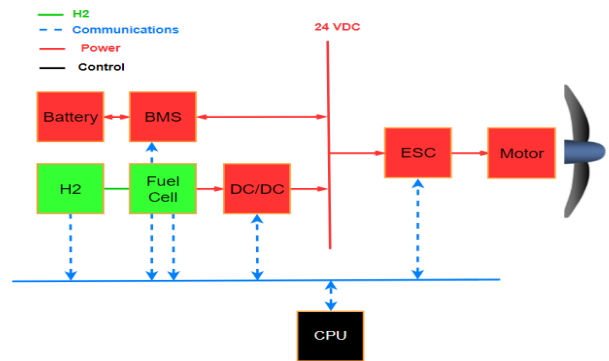 H2
Communications
Power
Control
24 VDC
Battery
BMS
ESC
Motor
H2
Fuel
Cell
DC/DC
CPU